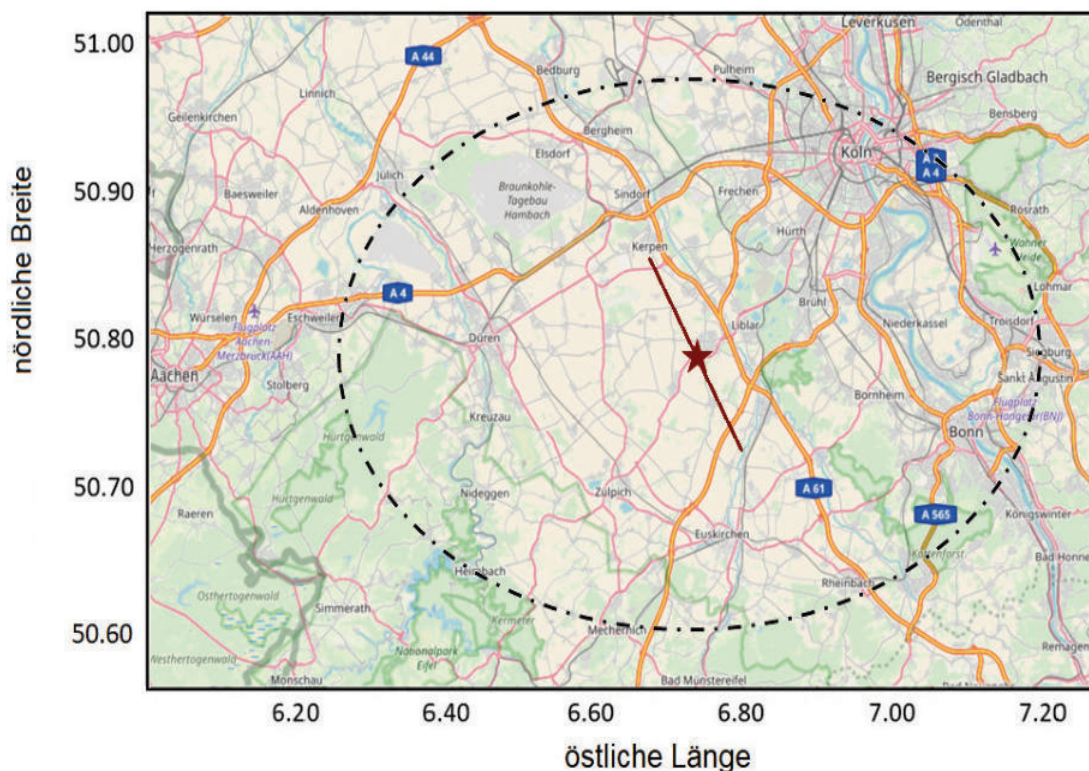 51.00
50.90
50.80
50.70
50.60
nördliche Breite
6.20
6.40
6.60
6.80
7.00
7.20
östliche Länge
Leverkusen
Odenthal
A 44
Bedburg
Pulheim
Bergisch Gladbach
Linnich
Geilenkirchen
Bergheim
Bensberg
Elsdorf
Köln
A 4
Jülich
Braunkohle-
Tagebau
Hambach
Sindorf
Frechen
Baesweiler
Aldenhoven
Rösrath
Herzogenrath
Kerpen
Hürth
Wahner
Heide
Lohmar
A 4
Brühl
Würselen
Eschweiler
Liblar
Niederkassel
Troisdorf
Flugplatz
Aachen-
Merzbrück(AAH)
Düren
Siegburg
Aachen
Stolberg
Sankt Augustin
Bornheim
Flugplatz
Bonn-Hangelar(BNJ)
Kreuzau
Hürtgenwald
Bonn
Hürtgenwald
Nideggen
Zülpich
A 61
Raeren
A 565
Königswinter
Euskirchen
Kottenforst
Bad Honne
Heimbach
Rheinbach
Osthertogenwald
Simmerath
Kermeter
Mechernich
Remagen
Westhertogenwald
Nationalpark
Eifel
Monschau
Bad Münstereifel